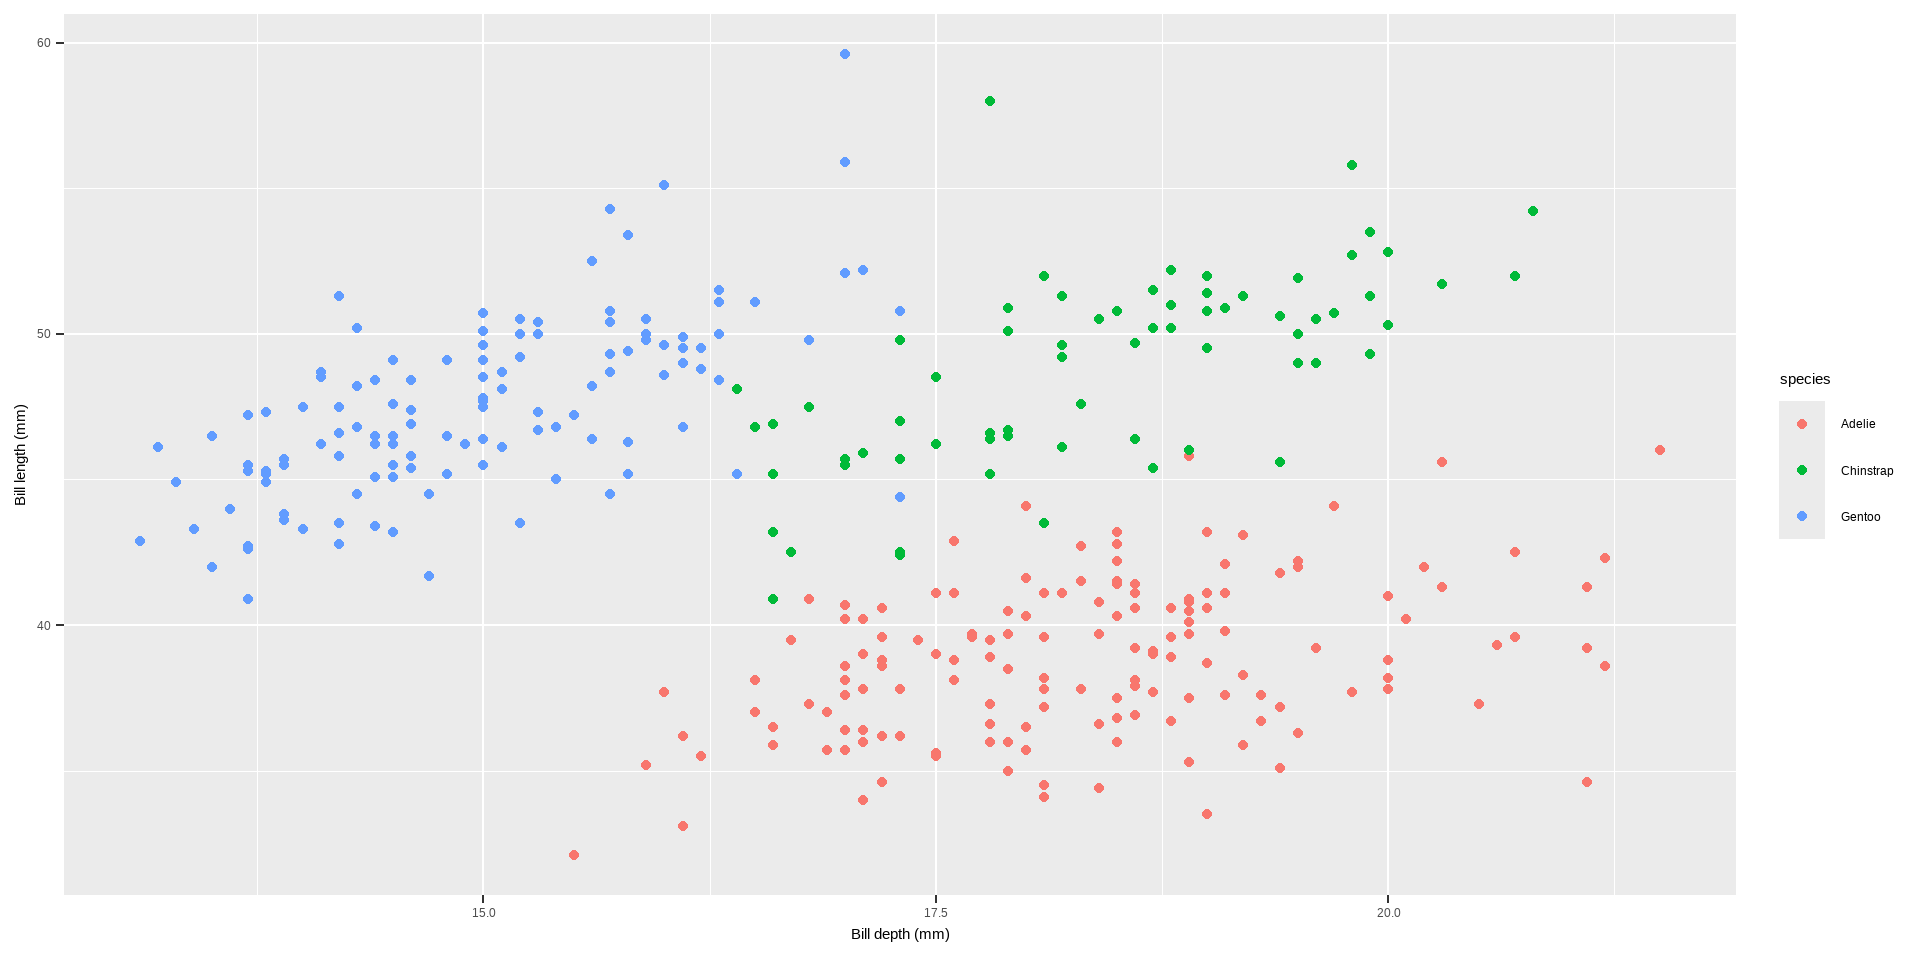 60
50
40
Bill length (mm)
15.0
17.5
20.0
Bill depth (mm)
species
Adelie
Chinstrap
Gentoo